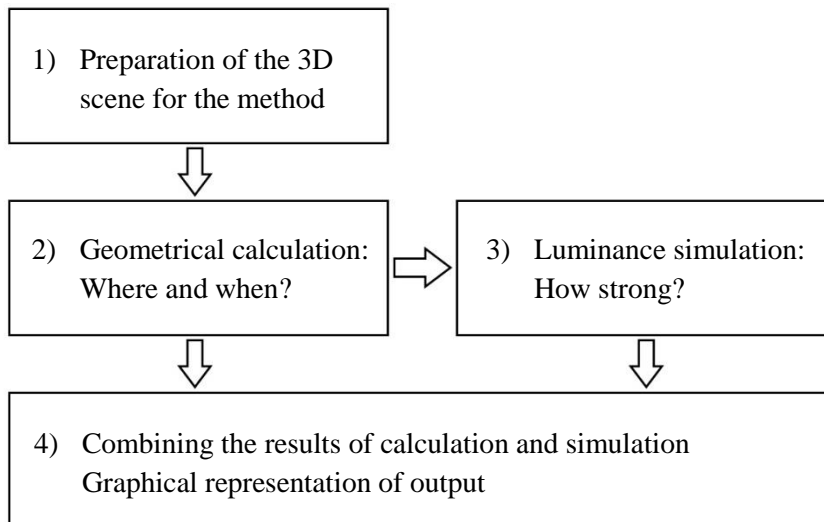 1) Preparation of the 3D
scene for the method
2) Geometrical calculation:
Where and when?
3) Luminance simulation:
How strong?
4) Combining the results of calculation and simulation
Graphical representation of output